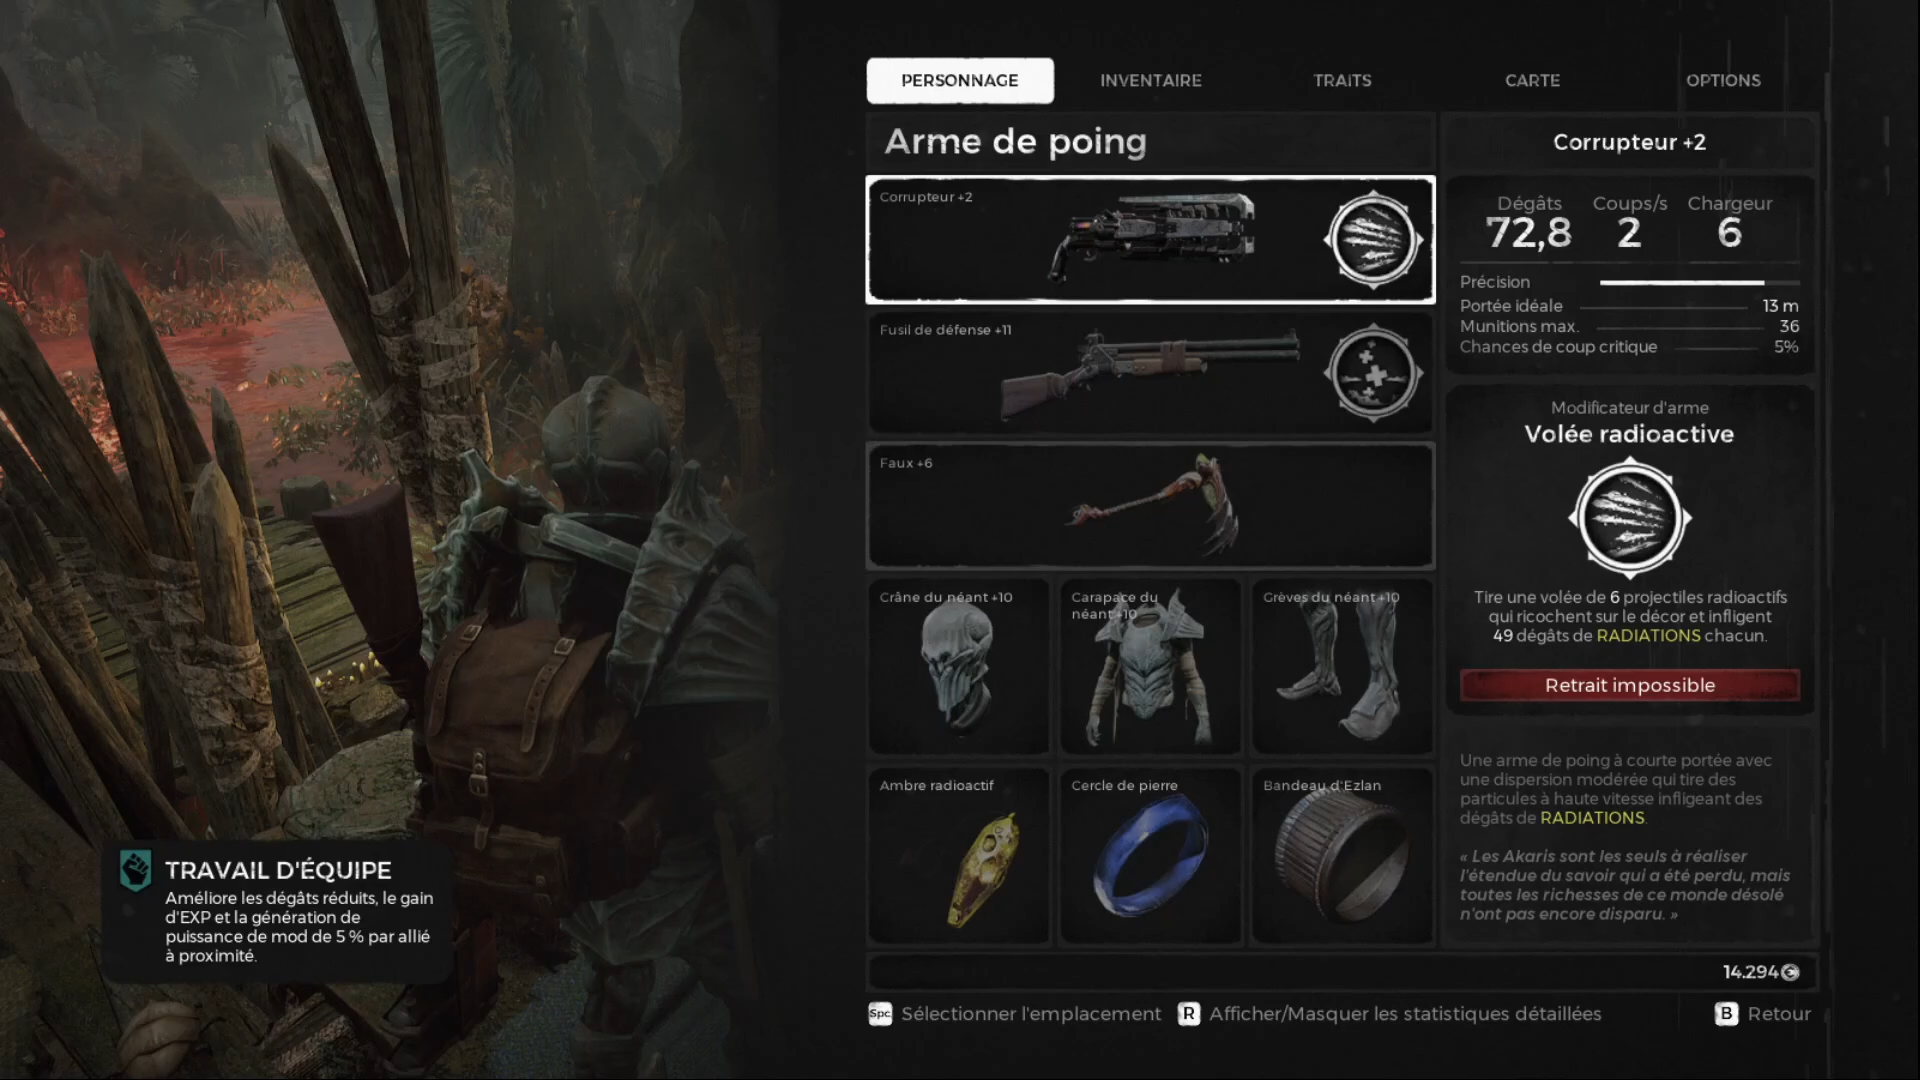 PERSONNAGE
INVENTAIRE
TRAITS
CARTE
OPTIONS
Arme de poing
Corrupteur +2
Fusil de défense +11
Faux +6
Crâne du néant +10
Carapace du
néant +10
Grèves du néant +10
Ambre radioactif
Cercle de pierre
Bandeau d'Ezlan
Corrupteur +2
Dégâts
72,8
Coups/s
2
Chargeur
6
Précision
Portée idéale 13 m
Munitions max. 36
Chances de coup critique 5%
Modificateur d'arme
Volée radioactive
Tire une volée de 6 projectiles radioactifs
qui ricochent sur le décor et infligent
49 dégâts de RADIATIONS chacun.
Retrait impossible
Une arme de poing à courte portée avec
une dispersion modérée qui tire des
particules à haute vitesse infligeant des
dégâts de RADIATIONS.
« Les Akaris sont les seuls à réaliser
l'étendue du savoir qui a été perdu, mais
toutes les richesses de ce monde désolé
n'ont pas encore disparu. »
TRAVAIL D'ÉQUIPE
Améliore les dégâts réduits, le gain
d'EXP et la génération de
puissance de mod de 5 % par allié
à proximité.
14.294
Spc Sélectionner l'emplacement
R Afficher/Masquer les statistiques détaillées
B Retour